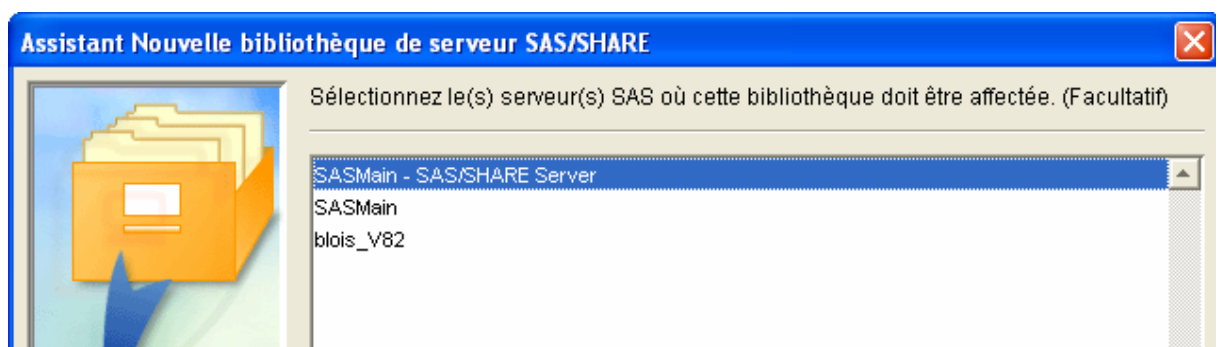 Assistant Nouvelle bibliothèque de serveur SAS/SHARE
Sélectionnez le(s) serveur(s) SAS où cette bibliothèque doit être affectée. (Facultatif)
SASMain - SAS/SHARE Server
SASMain
blois_V82